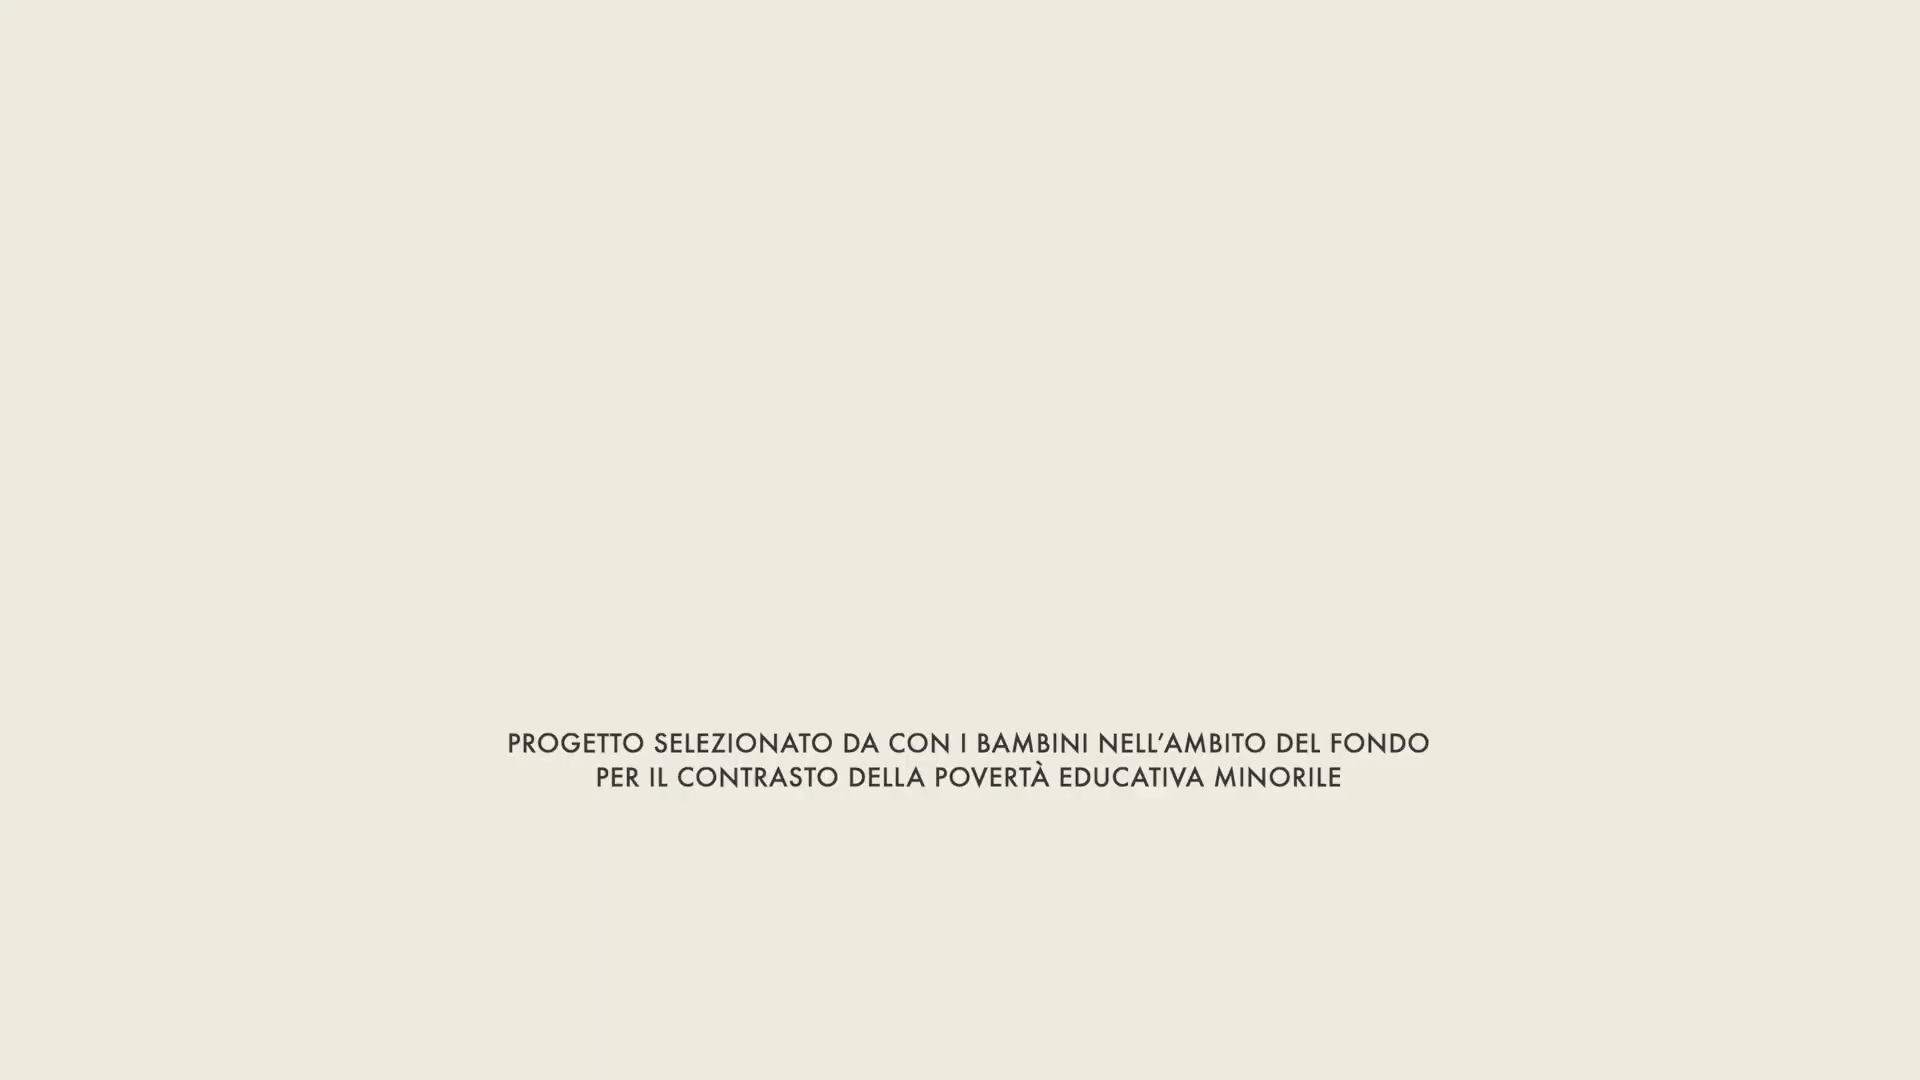 PROGETTO SELEZIONATO DA CON I BAMBINI NELL’AMBITO DEL FONDO
PER IL CONTRASTO DELLA POVERTÀ EDUCATIVA MINORILE